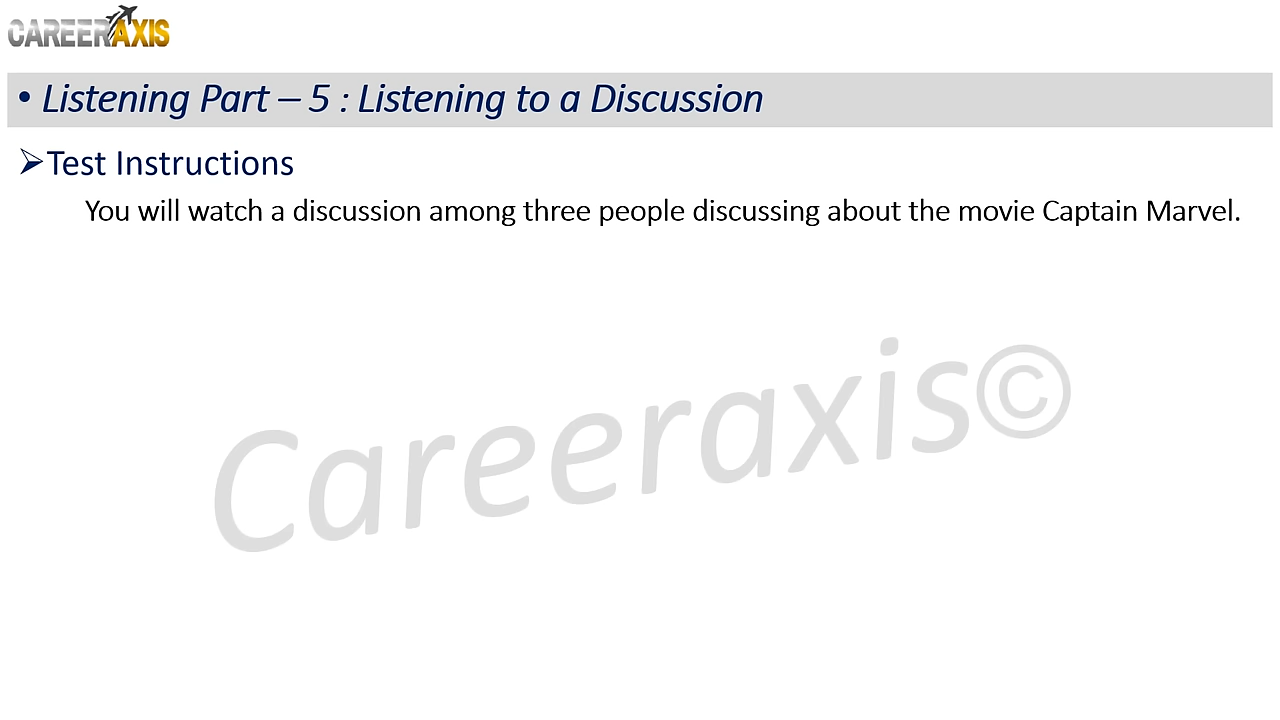 CAREERAXIS
• Listening Part – 5 : Listening to a Discussion
➢Test Instructions
You will watch a discussion among three people discussing about the movie Captain Marvel.
Careeraxis©